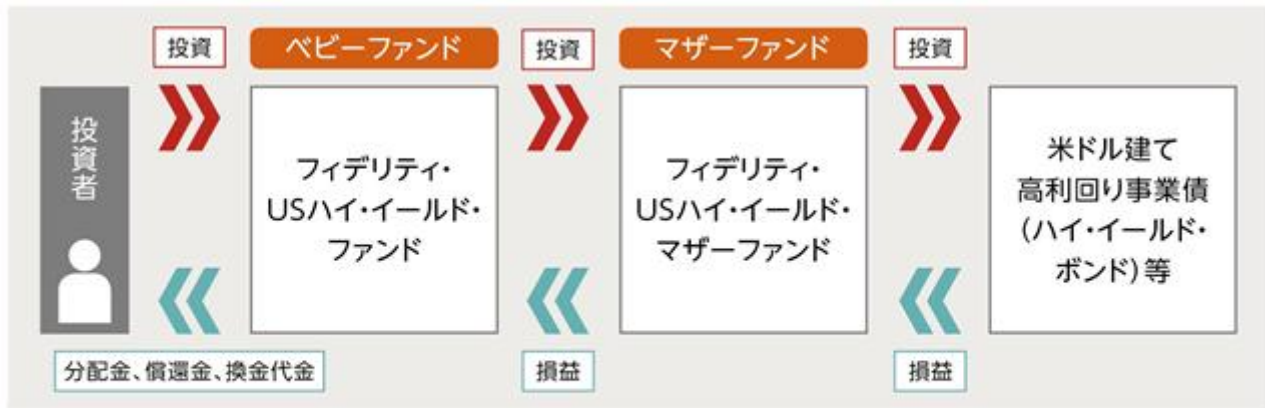 投資
ベビーファンド
投資
マザーファンド
投資
投資者
フィデリティ・
USハイ・イールド・
ファンド
フィデリティ・
USハイ・イールド・
マザーファンド
米ドル建て
高利回り事業債
(ハイ・イールド・
ボンド)等
分配金、償還金、換金代金
損益
損益